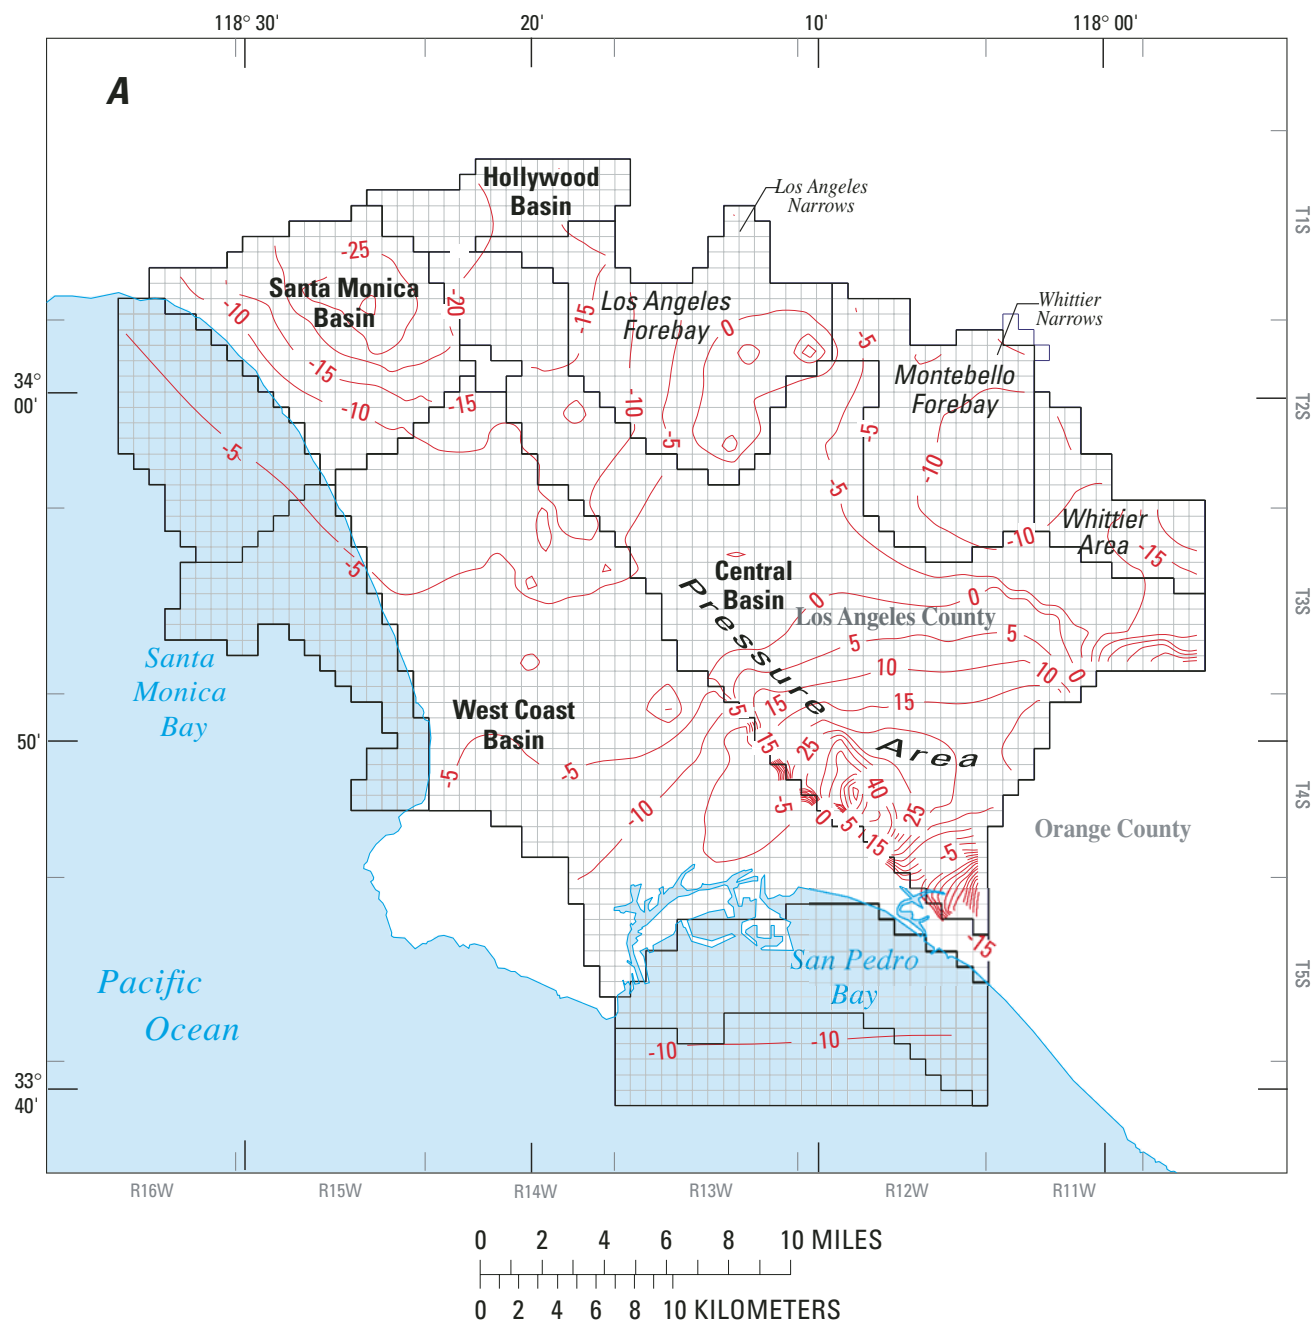 118° 30'
20'
10'
118° 00'
A
Hollywood
Basin
Los Angeles
Narrows
T1S
-25
Santa Monica
Basin
-10
-20
-15
Los Angeles
Forebay
0
-5
Whittier
Narrows
34°
00'
-15
-10
-15
-10
-5
-5
Montebello
Forebay
T2S
-5
-10
-5
Whittier
Area
-10
-15
-5
Central
Basin
Pressure
Area
0
0
Los Angeles County
T3S
5
5
10
10
0
Santa
Monica
Bay
West Coast
Basin
5
15
15
50'
15
25
-5
-5
40
-10
-5
0
-5
15
25
-5
T4S
Orange County
-15
San Pedro
Bay
T5S
Pacific
Ocean
-10
-10
33°
40'
R16W
R15W
R14W
R13W
R12W
R11W
0
2
4
6
8
10 MILES
0
2
4
6
8
10 KILOMETERS